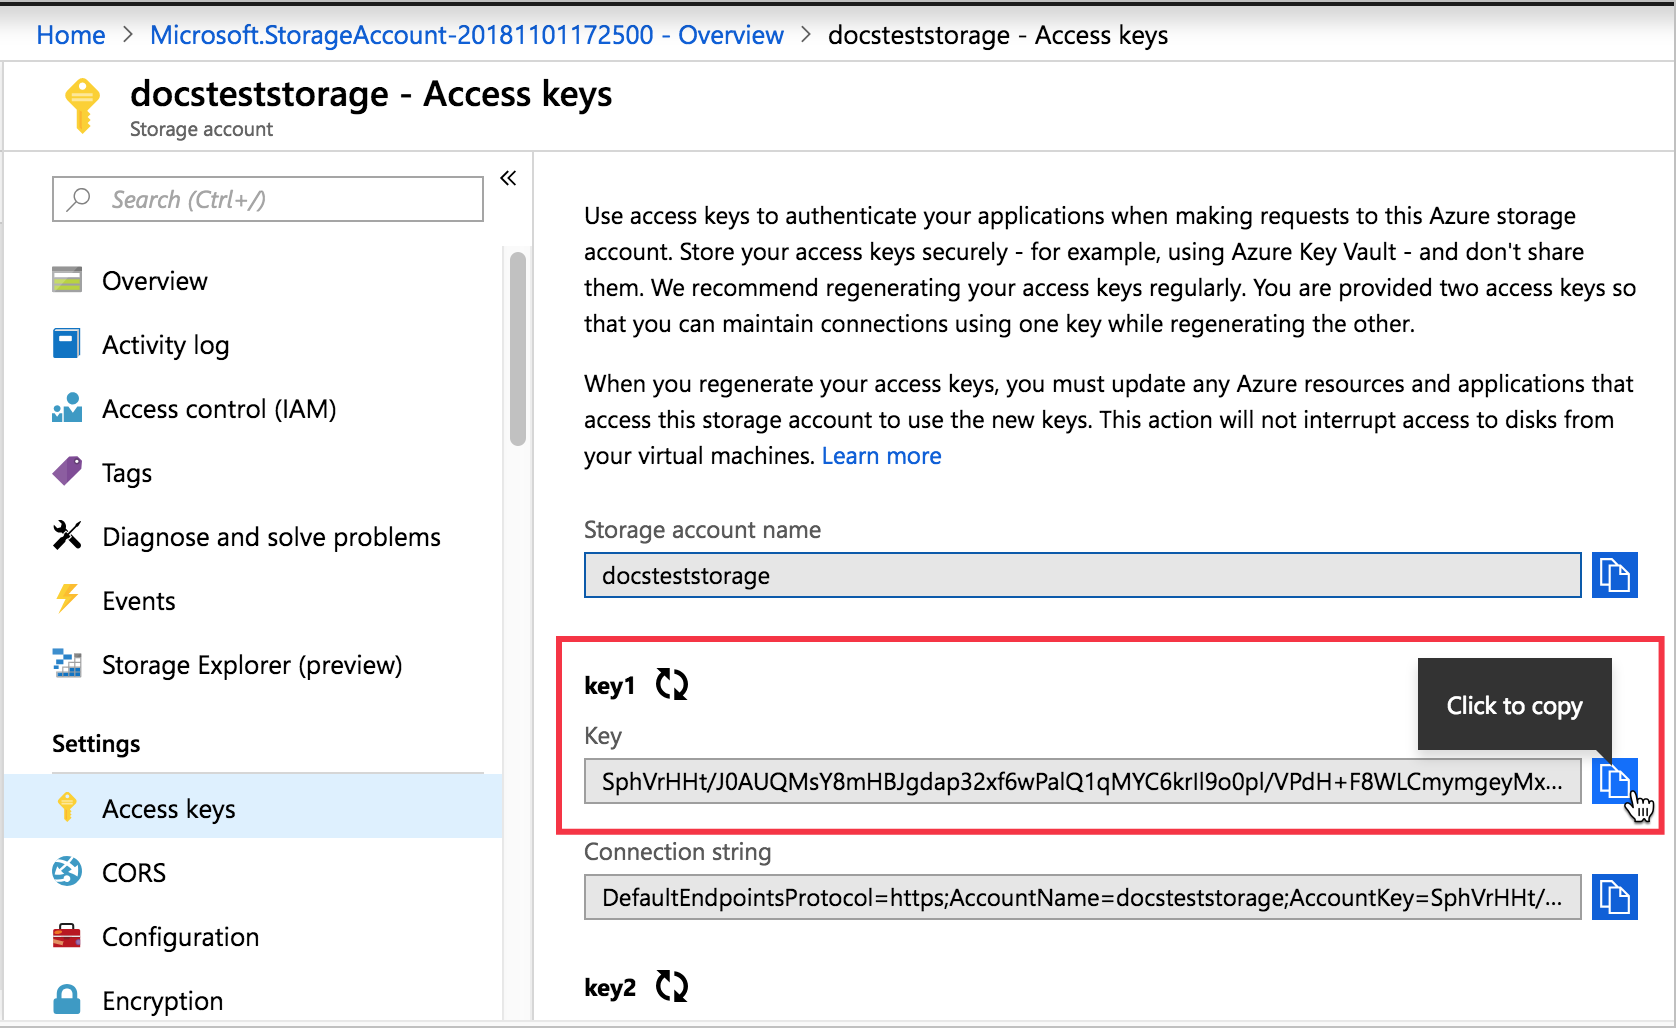 Home > Microsoft.StorageAccount-20181101172500 - Overview > docsteststorage - Access keys
docsteststorage - Access keys
Storage account
Search (Ctrl+/)
«
Overview
Activity log
Access control (IAM)
Tags
Diagnose and solve problems
Events
Storage Explorer (preview)
Settings
Access keys
CORS
Configuration
Encryption
Use access keys to authenticate your applications when making requests to this Azure storage
account. Store your access keys securely - for example, using Azure Key Vault - and don't share
them. We recommend regenerating your access keys regularly. You are provided two access keys so
that you can maintain connections using one key while regenerating the other.
When you regenerate your access keys, you must update any Azure resources and applications that
access this storage account to use the new keys. This action will not interrupt access to disks from
your virtual machines. Learn more
Storage account name
docsteststorage
key1
Click to copy
Key
SphVrHHt/J0AUQMsY8mHBJgdap32xf6wPalQ1qMYC6krIl9o0pl/VPdH+F8WLCmymgeyMx...
Connection string
DefaultEndpointsProtocol=https;AccountName=docsteststorage;AccountKey=SphVrHHt/...
key2